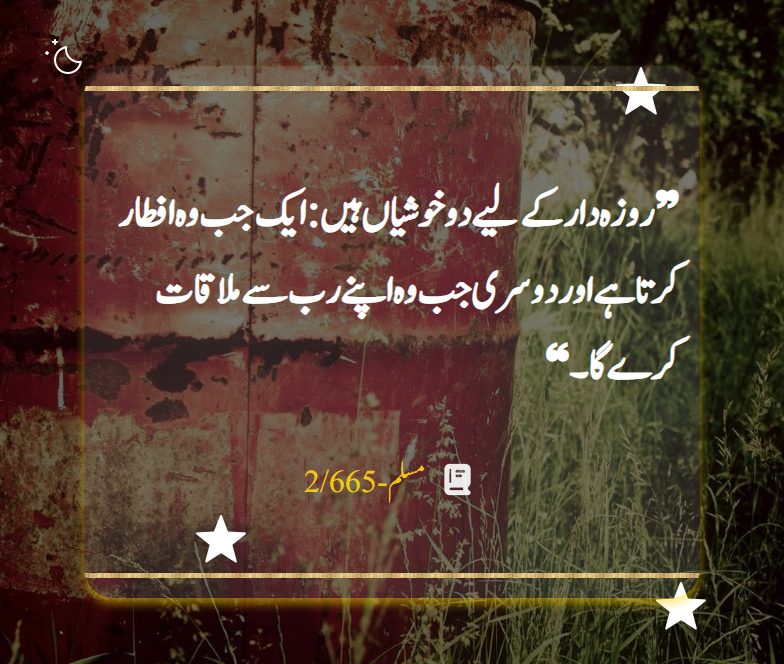 ”روزہ دار کے لیے دو خوشیاں ہیں: ایک جب وہ افطار
کرتا ہے اور دوسری جب وہ اپنے رب سے ملاقات
کرے گا۔“
مسلم-2/665